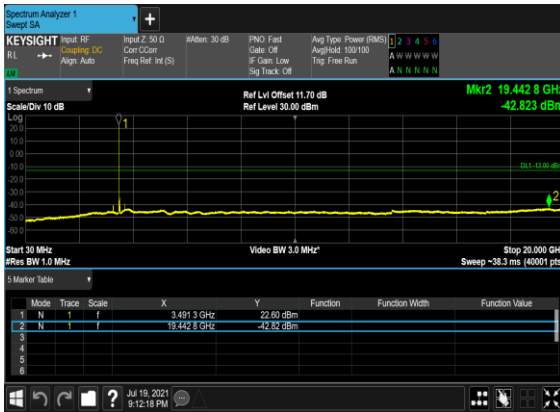 Spectrum Analyzer 1
Swept SA
+
KEYSIGHT Input: RF Input Z: 50 Ω #Atten: 30 dB PNO: Fast Avg Type: Power (RMS) 1 2 3 4 5 6
RL Coupling: DC Corr CCorr Gate: Off Avg|Hold: 100/100 A W W W W W
Align: Auto Freq Ref: Int (S) IF Gain: Low Trig: Free Run
Sig Track: Off A N N N N N
LXI
1 Spectrum Ref Lvl Offset 11.70 dB Mkr2 19.442 8 GHz
Scale/Div 10 dB Ref Level 30.00 dBm -42.823 dBm
Log
20.0
10.0
0.00
-10.0
-20.0
-30.0
-40.0
-50.0
-60.0
1
DL1 -13.00 dBm
2
Start 30 MHz Video BW 3.0 MHz* Stop 20.000 GHz
#Res BW 1.0 MHz Sweep ~38.3 ms (40001 pts)
5 Marker Table
Mode Trace Scale X Y Function Function Width Function Value
1 N 1 f 3.491 3 GHz 22.60 dBm
2 N 1 f 19.442 8 GHz -42.82 dBm
3
4
5
6
? Jul 19, 2021
9:12:18 PM